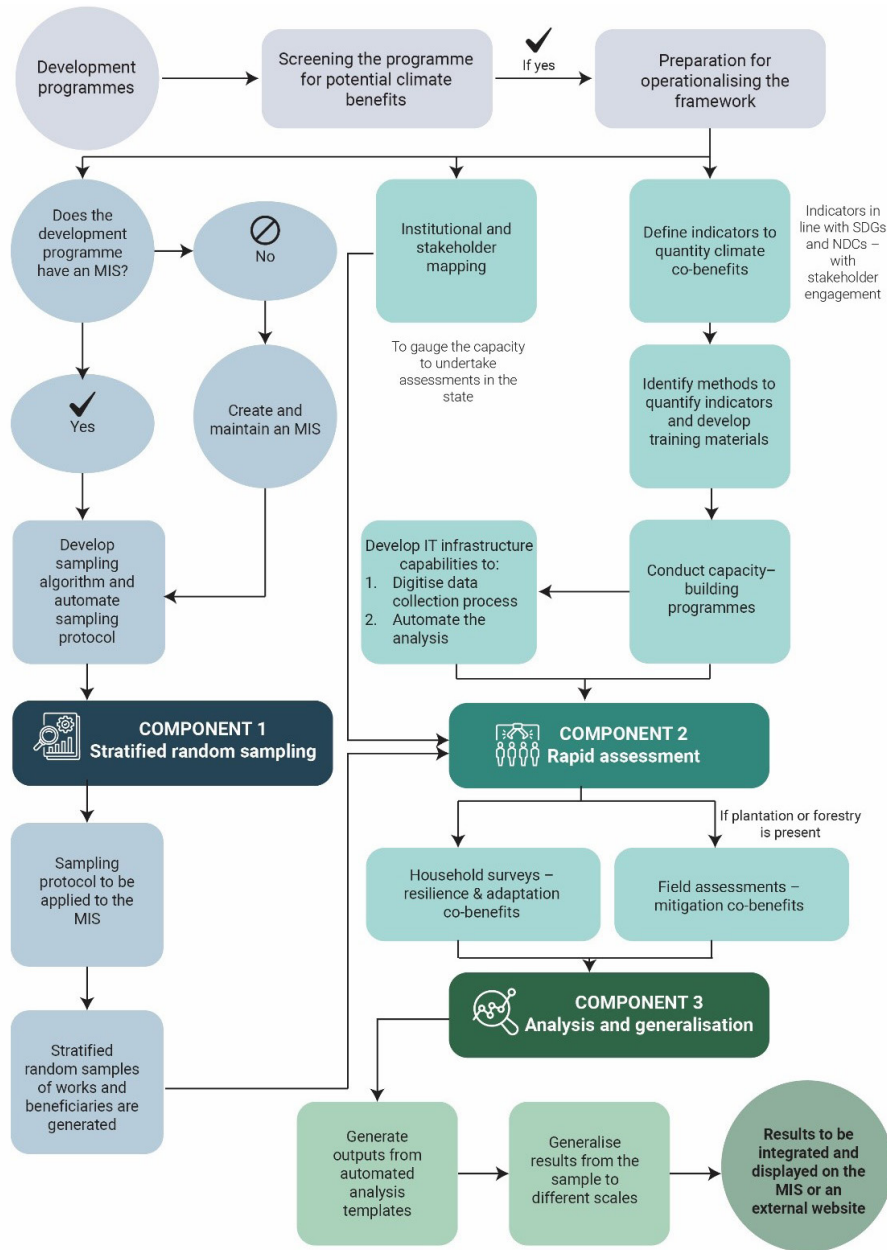 Development
programmes
Screening the programme
for potential climate
benefits
If yes
Preparation for
operationalising the
framework
Does the
development
programme
have an MIS?
No
Institutional and
stakeholder
mapping
Define indicators to
quantity climate
co-benefits
Indicators in
line with SDGs
and NDCs –
with
stakeholder
engagement
To gauge the capacity
to undertake
assessments in the
state
Yes
Create and
maintain an MIS
Identify methods to
quantify indicators
and develop
training materials
Develop
sampling
algorithm and
automate
sampling
protocol
Develop IT infrastructure
capabilities to:
1. Digitise data
collection process
2. Automate the
analysis
Conduct capacity–
building
programmes
COMPONENT 1
Stratified random sampling
COMPONENT 2
Rapid assessment
If plantation or forestry
is present
Sampling
protocol to be
applied to the
MIS
Household surveys –
resilience & adaptation
co-benefits
Field assessments –
mitigation co-benefits
COMPONENT 3
Analysis and generalisation
Stratified
random samples
of works and
beneficiaries are
generated
Generate
outputs from
automated
analysis
templates
Generalise
results from the
sample to
different scales
Results to be
integrated and
displayed on the
MIS or an
external website